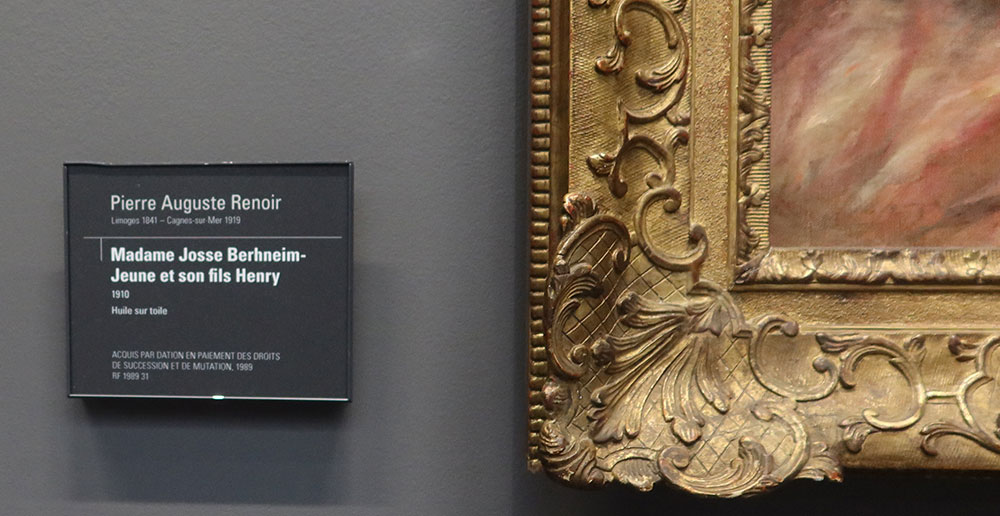 Pierre Auguste Renoir
Limoges 1841 – Cagnes-sur-Mer 1919
Madame Josse Berhneim-
Jeune et son fils Henry
1910
Huile sur toile
ACQUIS PAR DATION EN PAIEMENT DES DROITS
DE SUCCESSION ET DE MUTATION, 1989
RF 1989 31